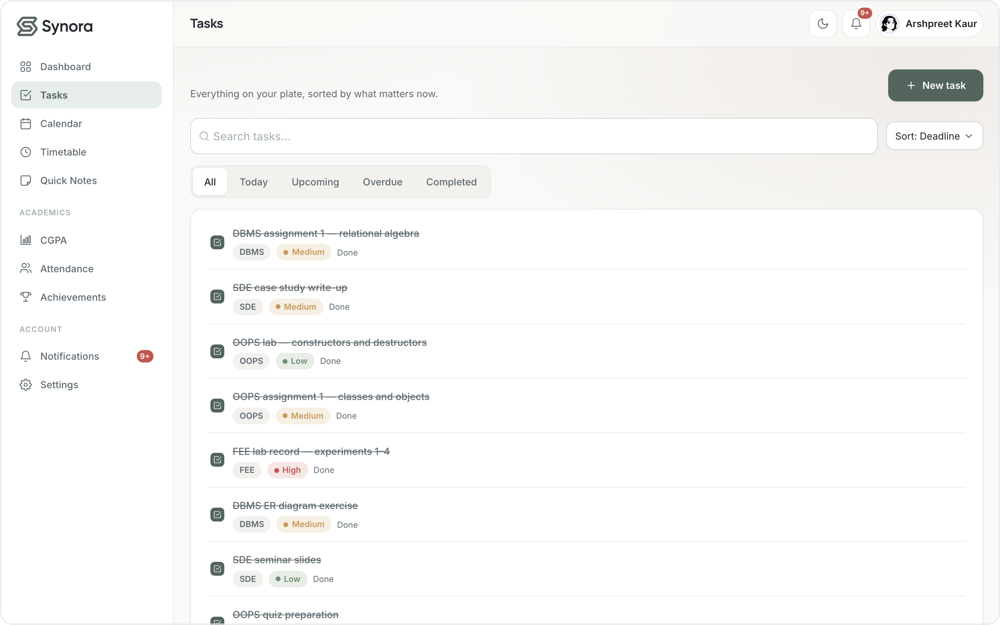 Synora
Dashboard
Tasks
Calendar
Timetable
Quick Notes
ACADEMICS
CGPA
Attendance
Achievements
ACCOUNT
Notifications 9+
Settings
Tasks
9+
Arshpreet Kaur
Everything on your plate, sorted by what matters now.
+ New task
Search tasks...
Sort: Deadline
All Today Upcoming Overdue Completed
DBMS assignment 1 — relational algebra
DBMS Medium Done
SDE case study write-up
SDE Medium Done
OOPS lab — constructors and destructors
OOPS Low Done
OOPS assignment 1 — classes and objects
OOPS Medium Done
FEE lab record — experiments 1–4
FEE High Done
DBMS ER diagram exercise
DBMS Medium Done
SDE seminar slides
SDE Low Done
OOPS quiz preparation